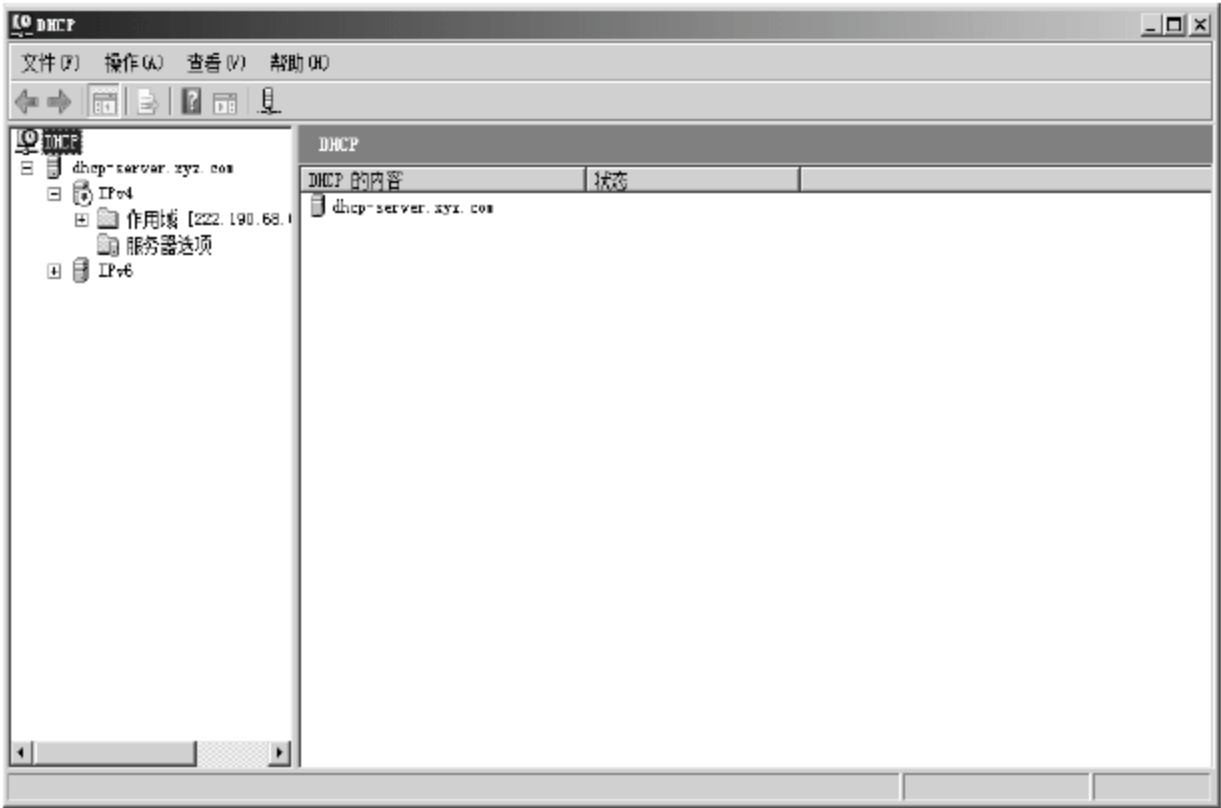 DHCP
文件(F) 操作(A) 查看(V) 帮助(H)
DHCP
dhcp-server.xyz.com
IPv4
作用域 [222.190.68.
服务器选项
IPv6
DHCP
DHCP 的内容 状态
dhcp-server.xyz.com